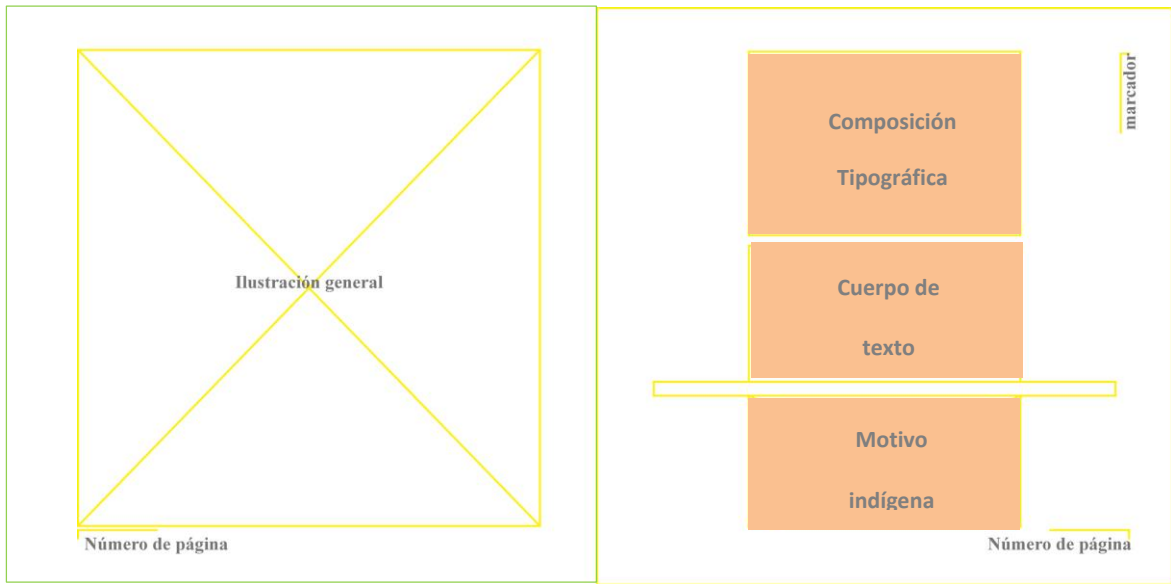 Ilustración general
Número de página
marcador
Composición
Tipográfica
Cuerpo de
texto
Motivo
indígena
Número de página